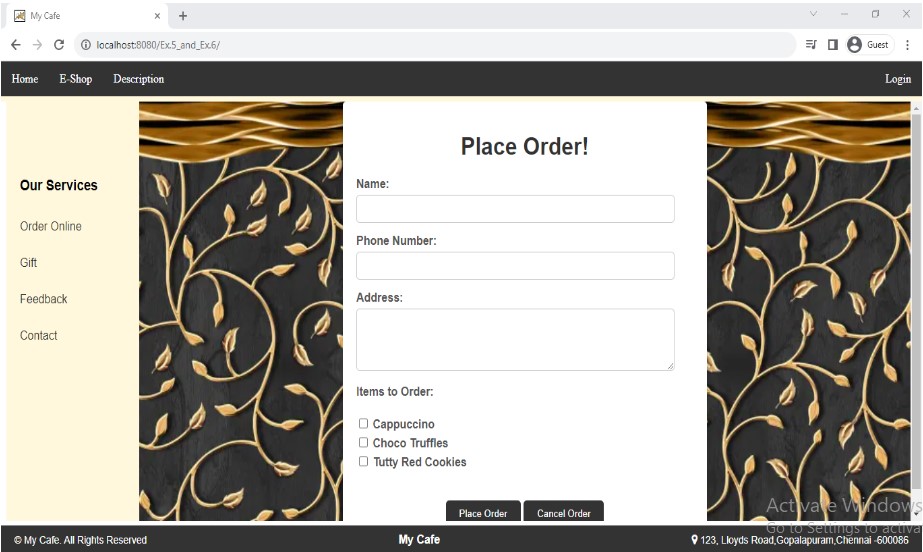 My Cafe
localhost:8080/Ex.5_and_Ex.6/
Guest
Home E-Shop Description Login
Our Services
Order Online
Gift
Feedback
Contact
Place Order!
Name:
Phone Number:
Address:
Items to Order:
Cappuccino
Choco Truffles
Tutty Red Cookies
Place Order Cancel Order
Activate Windows
Go to Settings to activa
© My Cafe. All Rights Reserved My Cafe 123, Lloyds Road,Gopalapuram,Chennai -600086